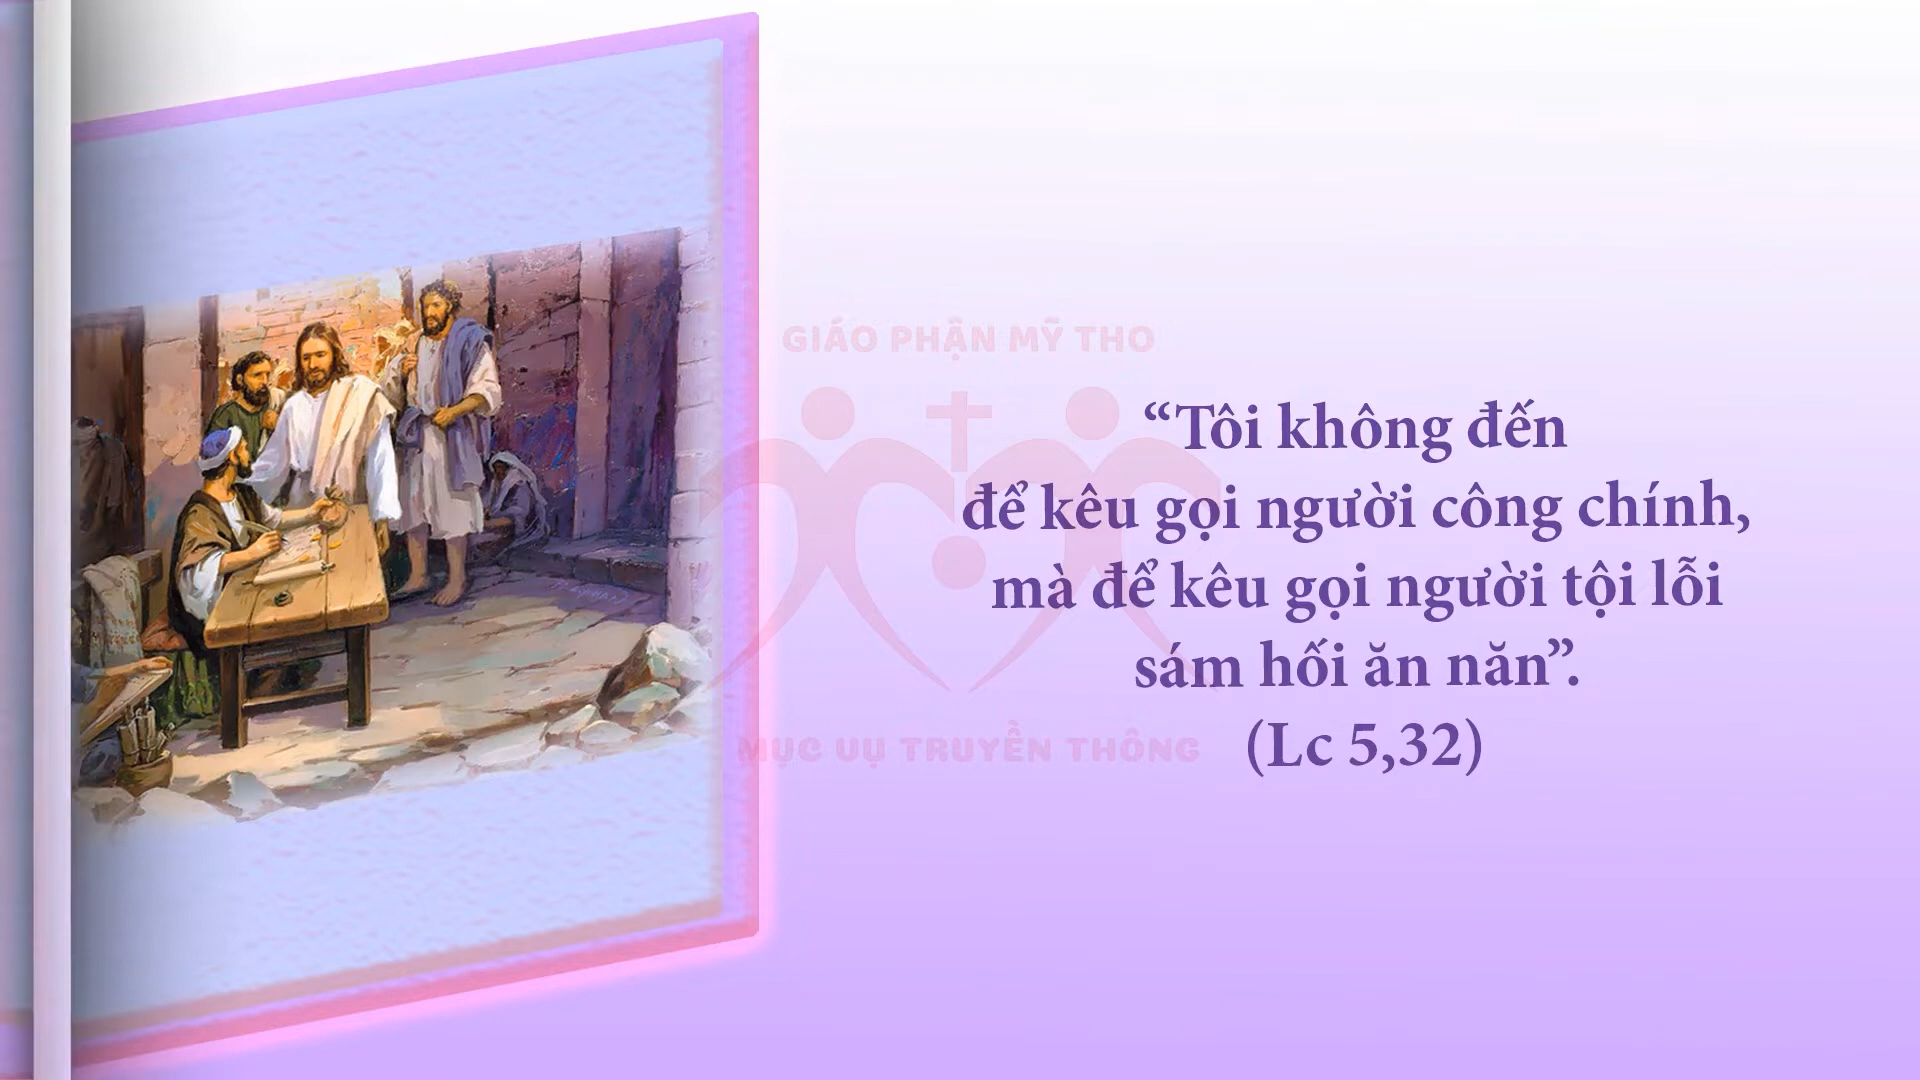 GIÁO PHẬN MỸ THO
“Tôi không đến
để kêu gọi người công chính,
mà để kêu gọi người tội lỗi
sám hối ăn năn”.
(Lc 5,32)
MỤC VỤ TRUYỀN THÔNG